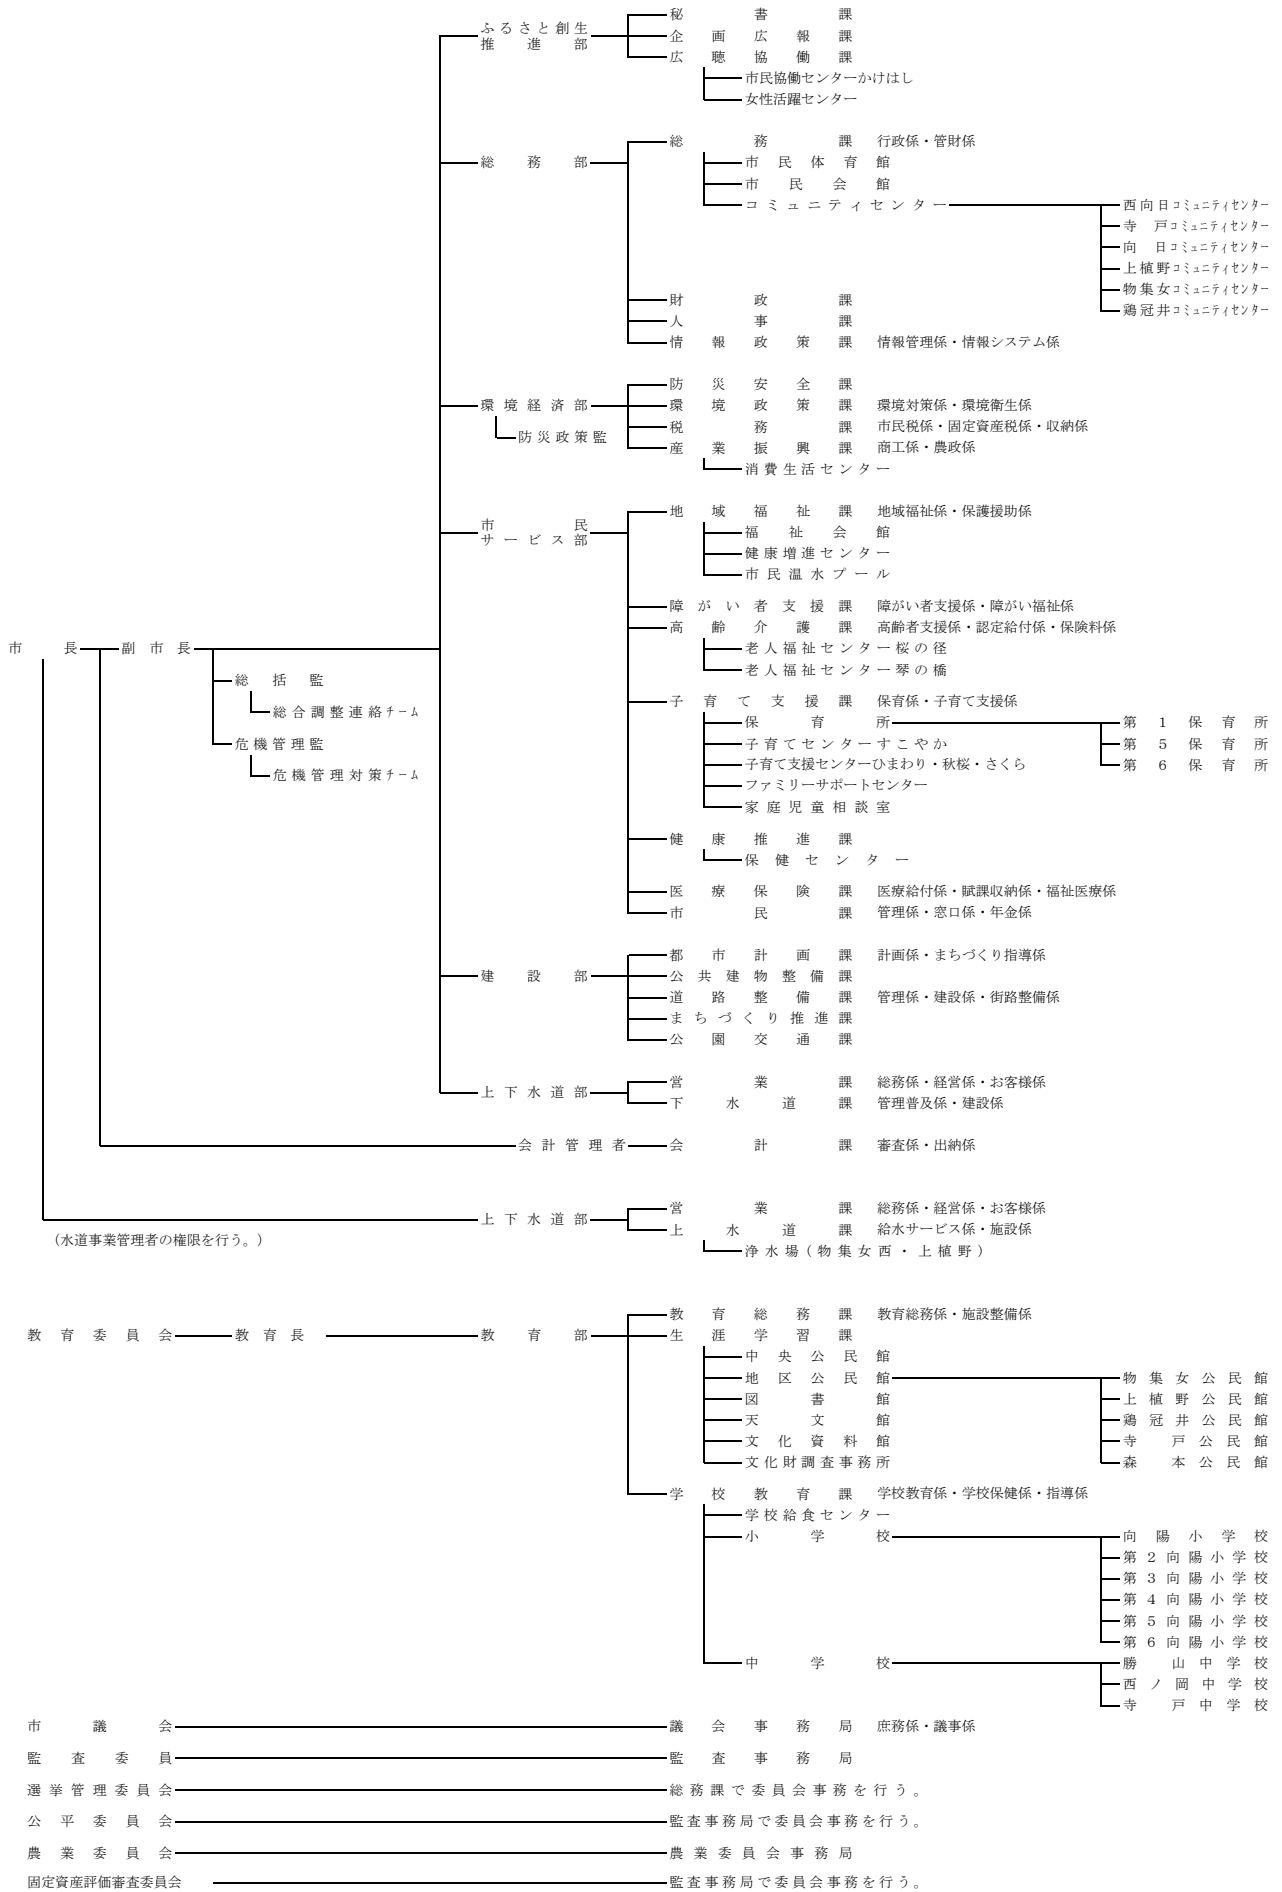 秘書課
ふるさと創生
推進部
企画広報課
広聴協働課
市民協働センターかけはし
女性活躍センター
総務課 行政係・管財係
総務部 市民体育館
市民会館
コミュニティセンター 西向日コミュニティセンター
寺戸コミュニティセンター
向日コミュニティセンター
上植野コミュニティセンター
物集女コミュニティセンター
鶏冠井コミュニティセンター
財政課
人事課
情報政策課 情報管理係・情報システム係
防災安全課
環境経済部 環境政策課 環境対策係・環境衛生係
税務課 市民税係・固定資産税係・収納係
防災政策監
産業振興課 商工係・農政係
消費生活センター
地域福祉課 地域福祉係・保護援助係
市民
サービス部
福祉会館
健康増進センター
市民温水プール
障がい者支援課 障がい者支援係・障がい福祉係
高齢介護課 高齢者支援係・認定給付係・保険料係
市長 副市長 老人福祉センター桜の径
老人福祉センター琴の橋
総括監
子育て支援課 保育係・子育て支援係
総合調整連絡チーム
保育所 第1保育所
危機管理監 子育てセンターすこやか 第5保育所
子育て支援センターひまわり・秋桜・さくら 第6保育所
危機管理対策チーム
ファミリーサポートセンター
家庭児童相談室
健康推進課
保健センター
医療保険課 医療給付係・賦課収納係・福祉医療係
市民課 管理係・窓口係・年金係
都市計画課 計画係・まちづくり指導係
建設部 公共建物整備課
道路整備課 管理係・建設係・街路整備係
まちづくり推進課
公園交通課
営業課 総務係・経営係・お客様係
上下水道部
下水道課 管理普及係・建設係
会計管理者 会計課 審査係・出納係
営業課 総務係・経営係・お客様係
上下水道部
上水道課 給水サービス係・施設係
(水道事業管理者の権限を行う。)
浄水場(物集女西・上植野)
教育総務課 教育総務係・施設整備係
教育委員会 教育長 教育部 生涯学習課
中央公民館
地区公民館 物集女公民館
図書館 上植野公民館
天文館 鶏冠井公民館
文化資料館 寺戸公民館
文化財調査事務所 森本公民館
学校教育課 学校教育係・学校保健係・指導係
学校給食センター
小学校 向陽小学校
第2向陽小学校
第3向陽小学校
第4向陽小学校
第5向陽小学校
第6向陽小学校
中学校 勝山中学校
西ノ岡中学校
寺戸中学校
市議会 議会事務局 庶務係・議事係
監査委員 監査事務局
選挙管理委員会 総務課で委員会事務を行う。
公平委員会 監査事務局で委員会事務を行う。
農業委員会 農業委員会事務局
固定資産評価審査委員会 監査事務局で委員会事務を行う。